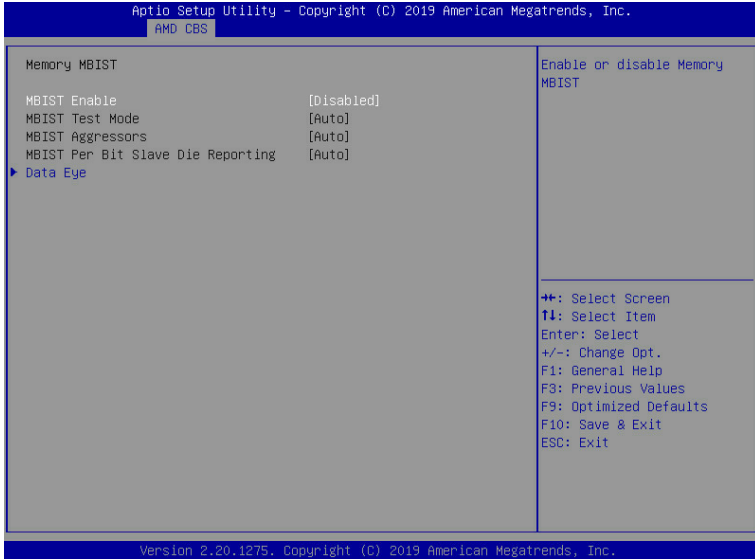 Aptio Setup Utility – Copyright (C) 2019 American Megatrends, Inc.
AMD CBS
Memory MBIST
MBIST Enable [Disabled]
MBIST Test Mode [Auto]
MBIST Aggressors [Auto]
MBIST Per Bit Slave Die Reporting [Auto]
Data Eye
Enable or disable Memory
MBIST
→←: Select Screen
↑↓: Select Item
Enter: Select
+/-: Change Opt.
F1: General Help
F3: Previous Values
F9: Optimized Defaults
F10: Save & Exit
ESC: Exit
Version 2.20.1275. Copyright (C) 2019 American Megatrends, Inc.